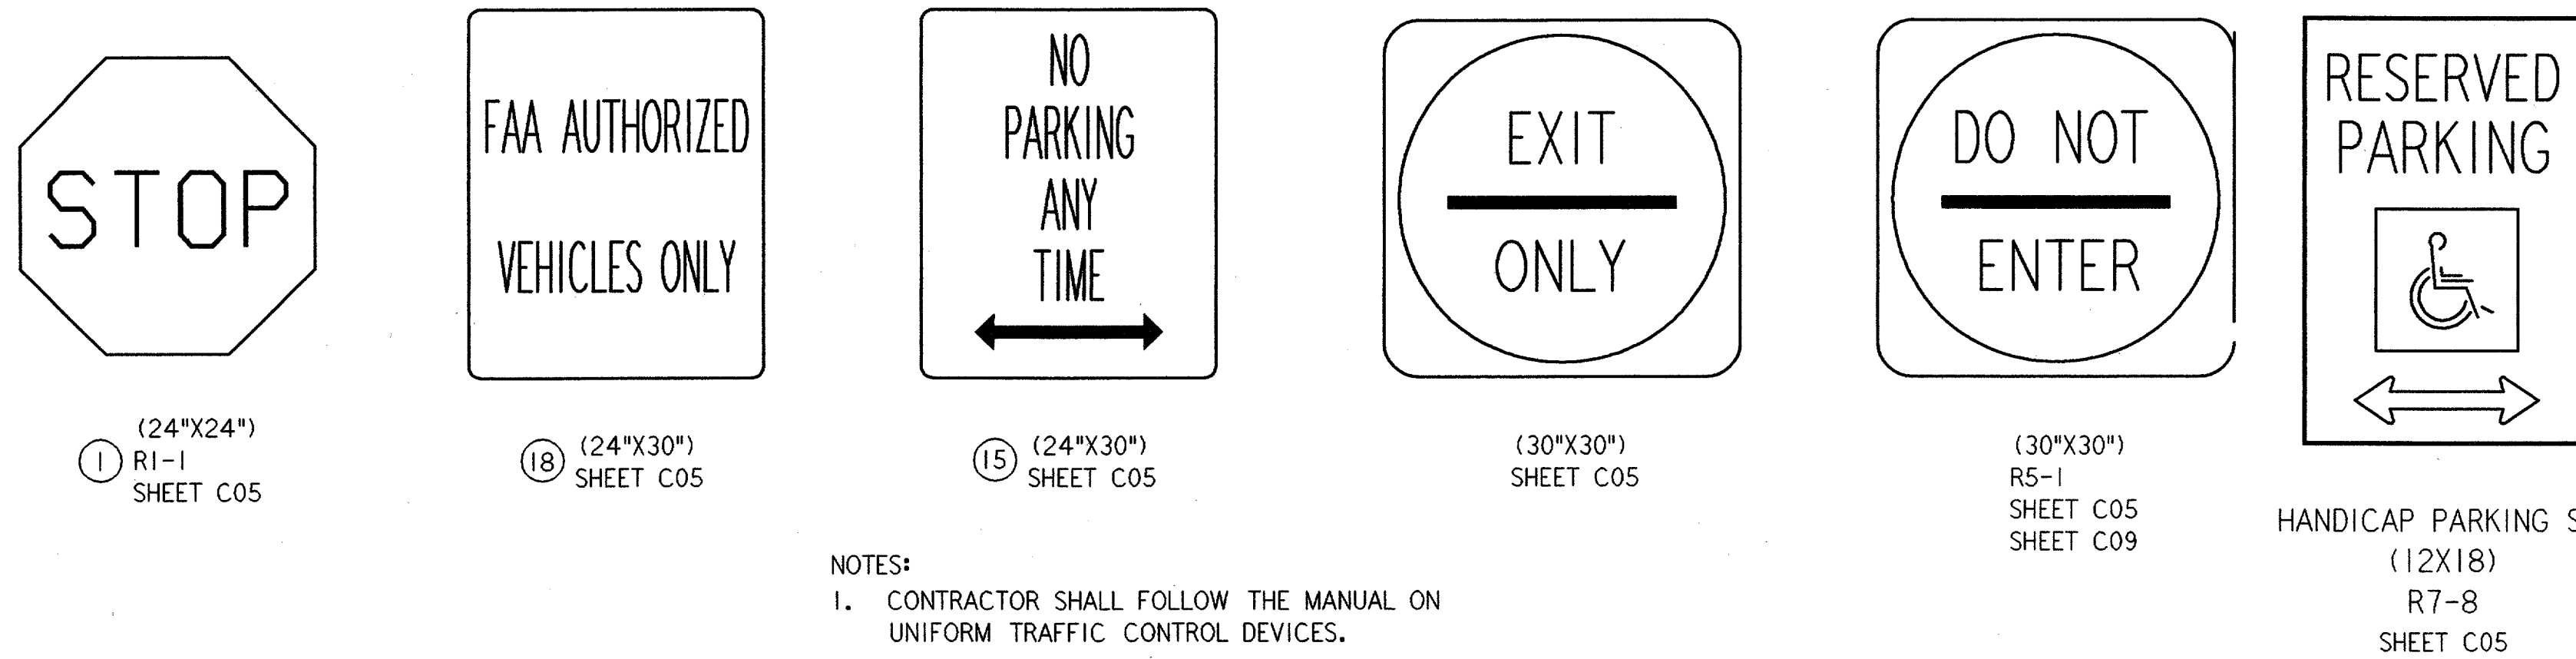 STOP
(24"X24")
1 R1-1
SHEET C05
FAA AUTHORIZED
VEHICLES ONLY
18 (24"X30")
SHEET C05
NO
PARKING
ANY
TIME
15 (24"X30")
SHEET C05
EXIT
ONLY
(30"X30")
SHEET C05
DO NOT
ENTER
(30"X30")
R5-1
SHEET C05
SHEET C09
RESERVED
PARKING
HANDICAP PARKING S
(12X18)
R7-8
SHEET C05
NOTES:
1. CONTRACTOR SHALL FOLLOW THE MANUAL ON
UNIFORM TRAFFIC CONTROL DEVICES.